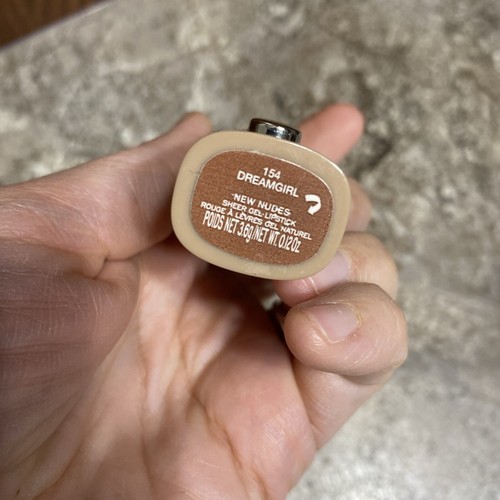 154
DREAMGIRL
"NEW NUDES"
SHEER GEL LIPSTICK
ROUGE À LÈVRES GEL NATUREL
POIDS NET 3.6g/NET WT. 0.12 Oz